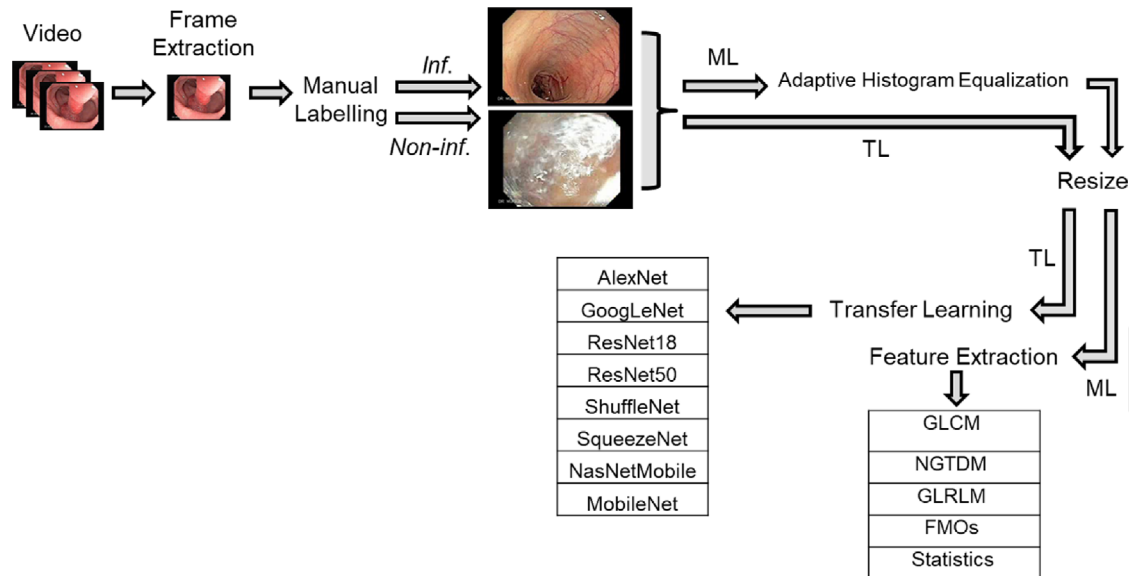 Video
Frame
Extraction
Manual
Labelling
Inf.
Non-inf.
ML
Adaptive Histogram Equalization
TL
Resize
TL
Transfer Learning
AlexNet
GoogLeNet
ResNet18
ResNet50
ShuffleNet
SqueezeNet
NasNetMobile
MobileNet
Feature Extraction
ML
GLCM
NGTDM
GLRLM
FMOs
Statistics